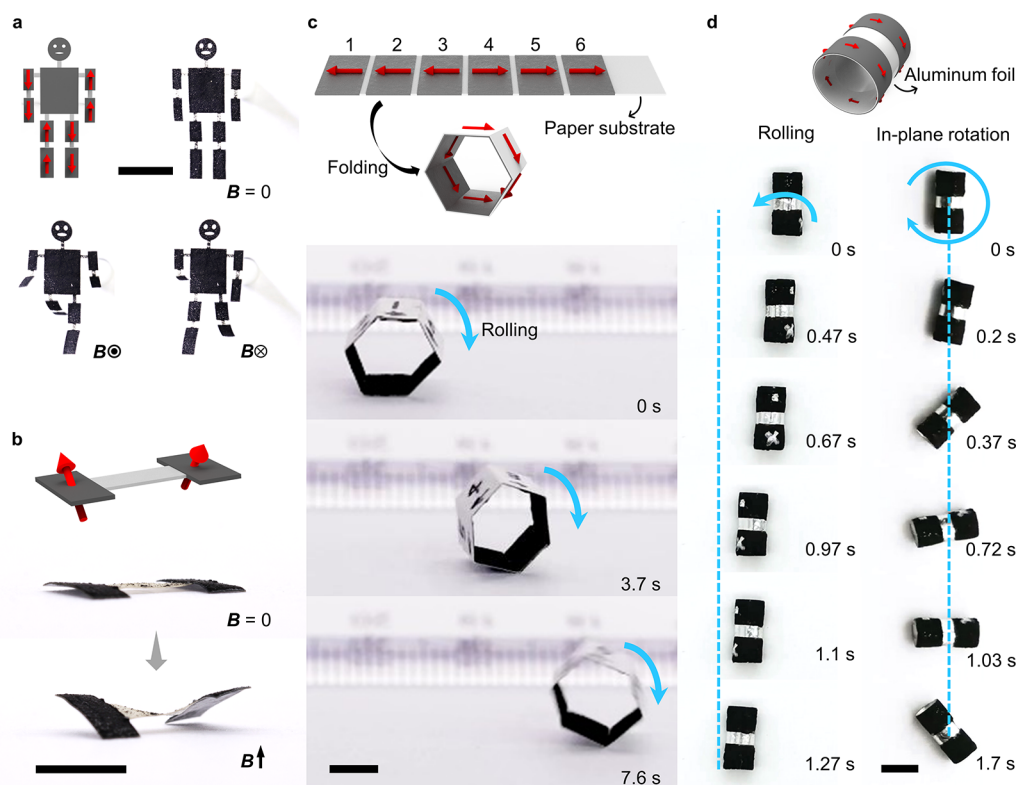 a
B = 0
B⊙
B⊗
b
B = 0
B
c
1 2 3 4 5 6
Paper substrate
Folding
1
Rolling
0 s
4
3.7 s
7.6 s
d
Aluminum foil
Rolling
In-plane rotation
0 s
0 s
0.47 s
0.2 s
0.67 s
0.37 s
0.97 s
0.72 s
1.1 s
1.03 s
1.27 s
1.7 s